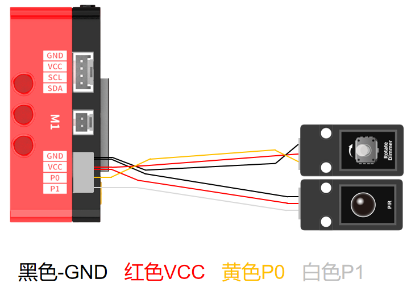 GND
VCC
SCL
SDA
M1
GND
VCC
P0
P1
Rotate
Dimmer
PIR
黑色-GND 红色VCC 黄色P0 白色P1